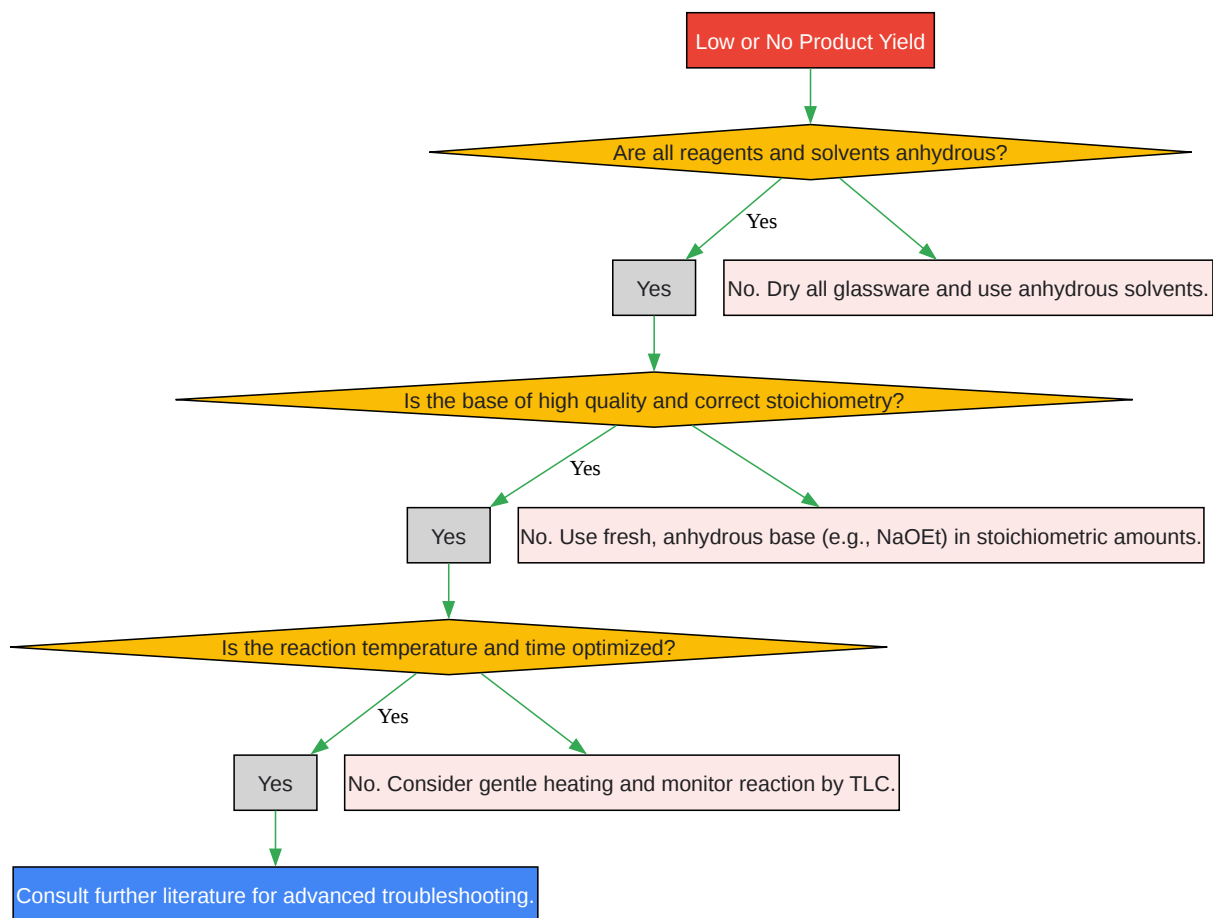 Low or No Product Yield
Are all reagents and solvents anhydrous?
Yes
Yes
No. Dry all glassware and use anhydrous solvents.
Is the base of high quality and correct stoichiometry?
Yes
Yes
No. Use fresh, anhydrous base (e.g., NaOEt) in stoichiometric amounts.
Is the reaction temperature and time optimized?
Yes
Yes
No. Consider gentle heating and monitor reaction by TLC.
Consult further literature for advanced troubleshooting.